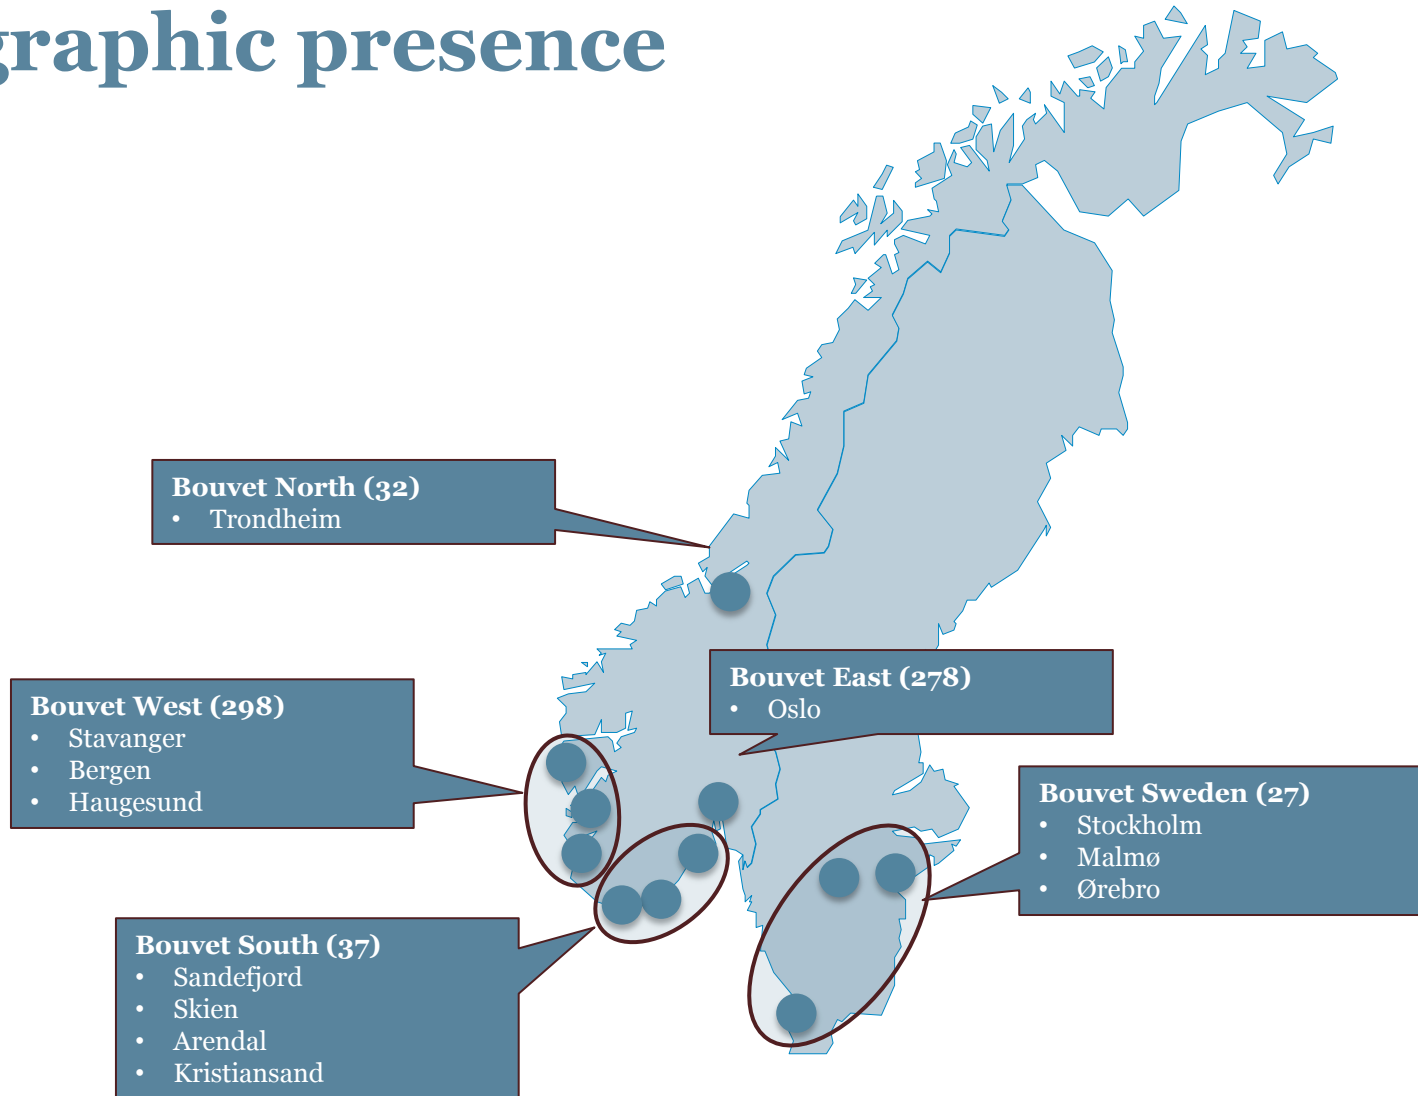 graphic presence
Bouvet North (32)
• Trondheim
Bouvet East (278)
• Oslo
Bouvet West (298)
• Stavanger
• Bergen
• Haugesund
Bouvet Sweden (27)
• Stockholm
• Malmø
• Ørebro
Bouvet South (37)
• Sandefjord
• Skien
• Arendal
• Kristiansand